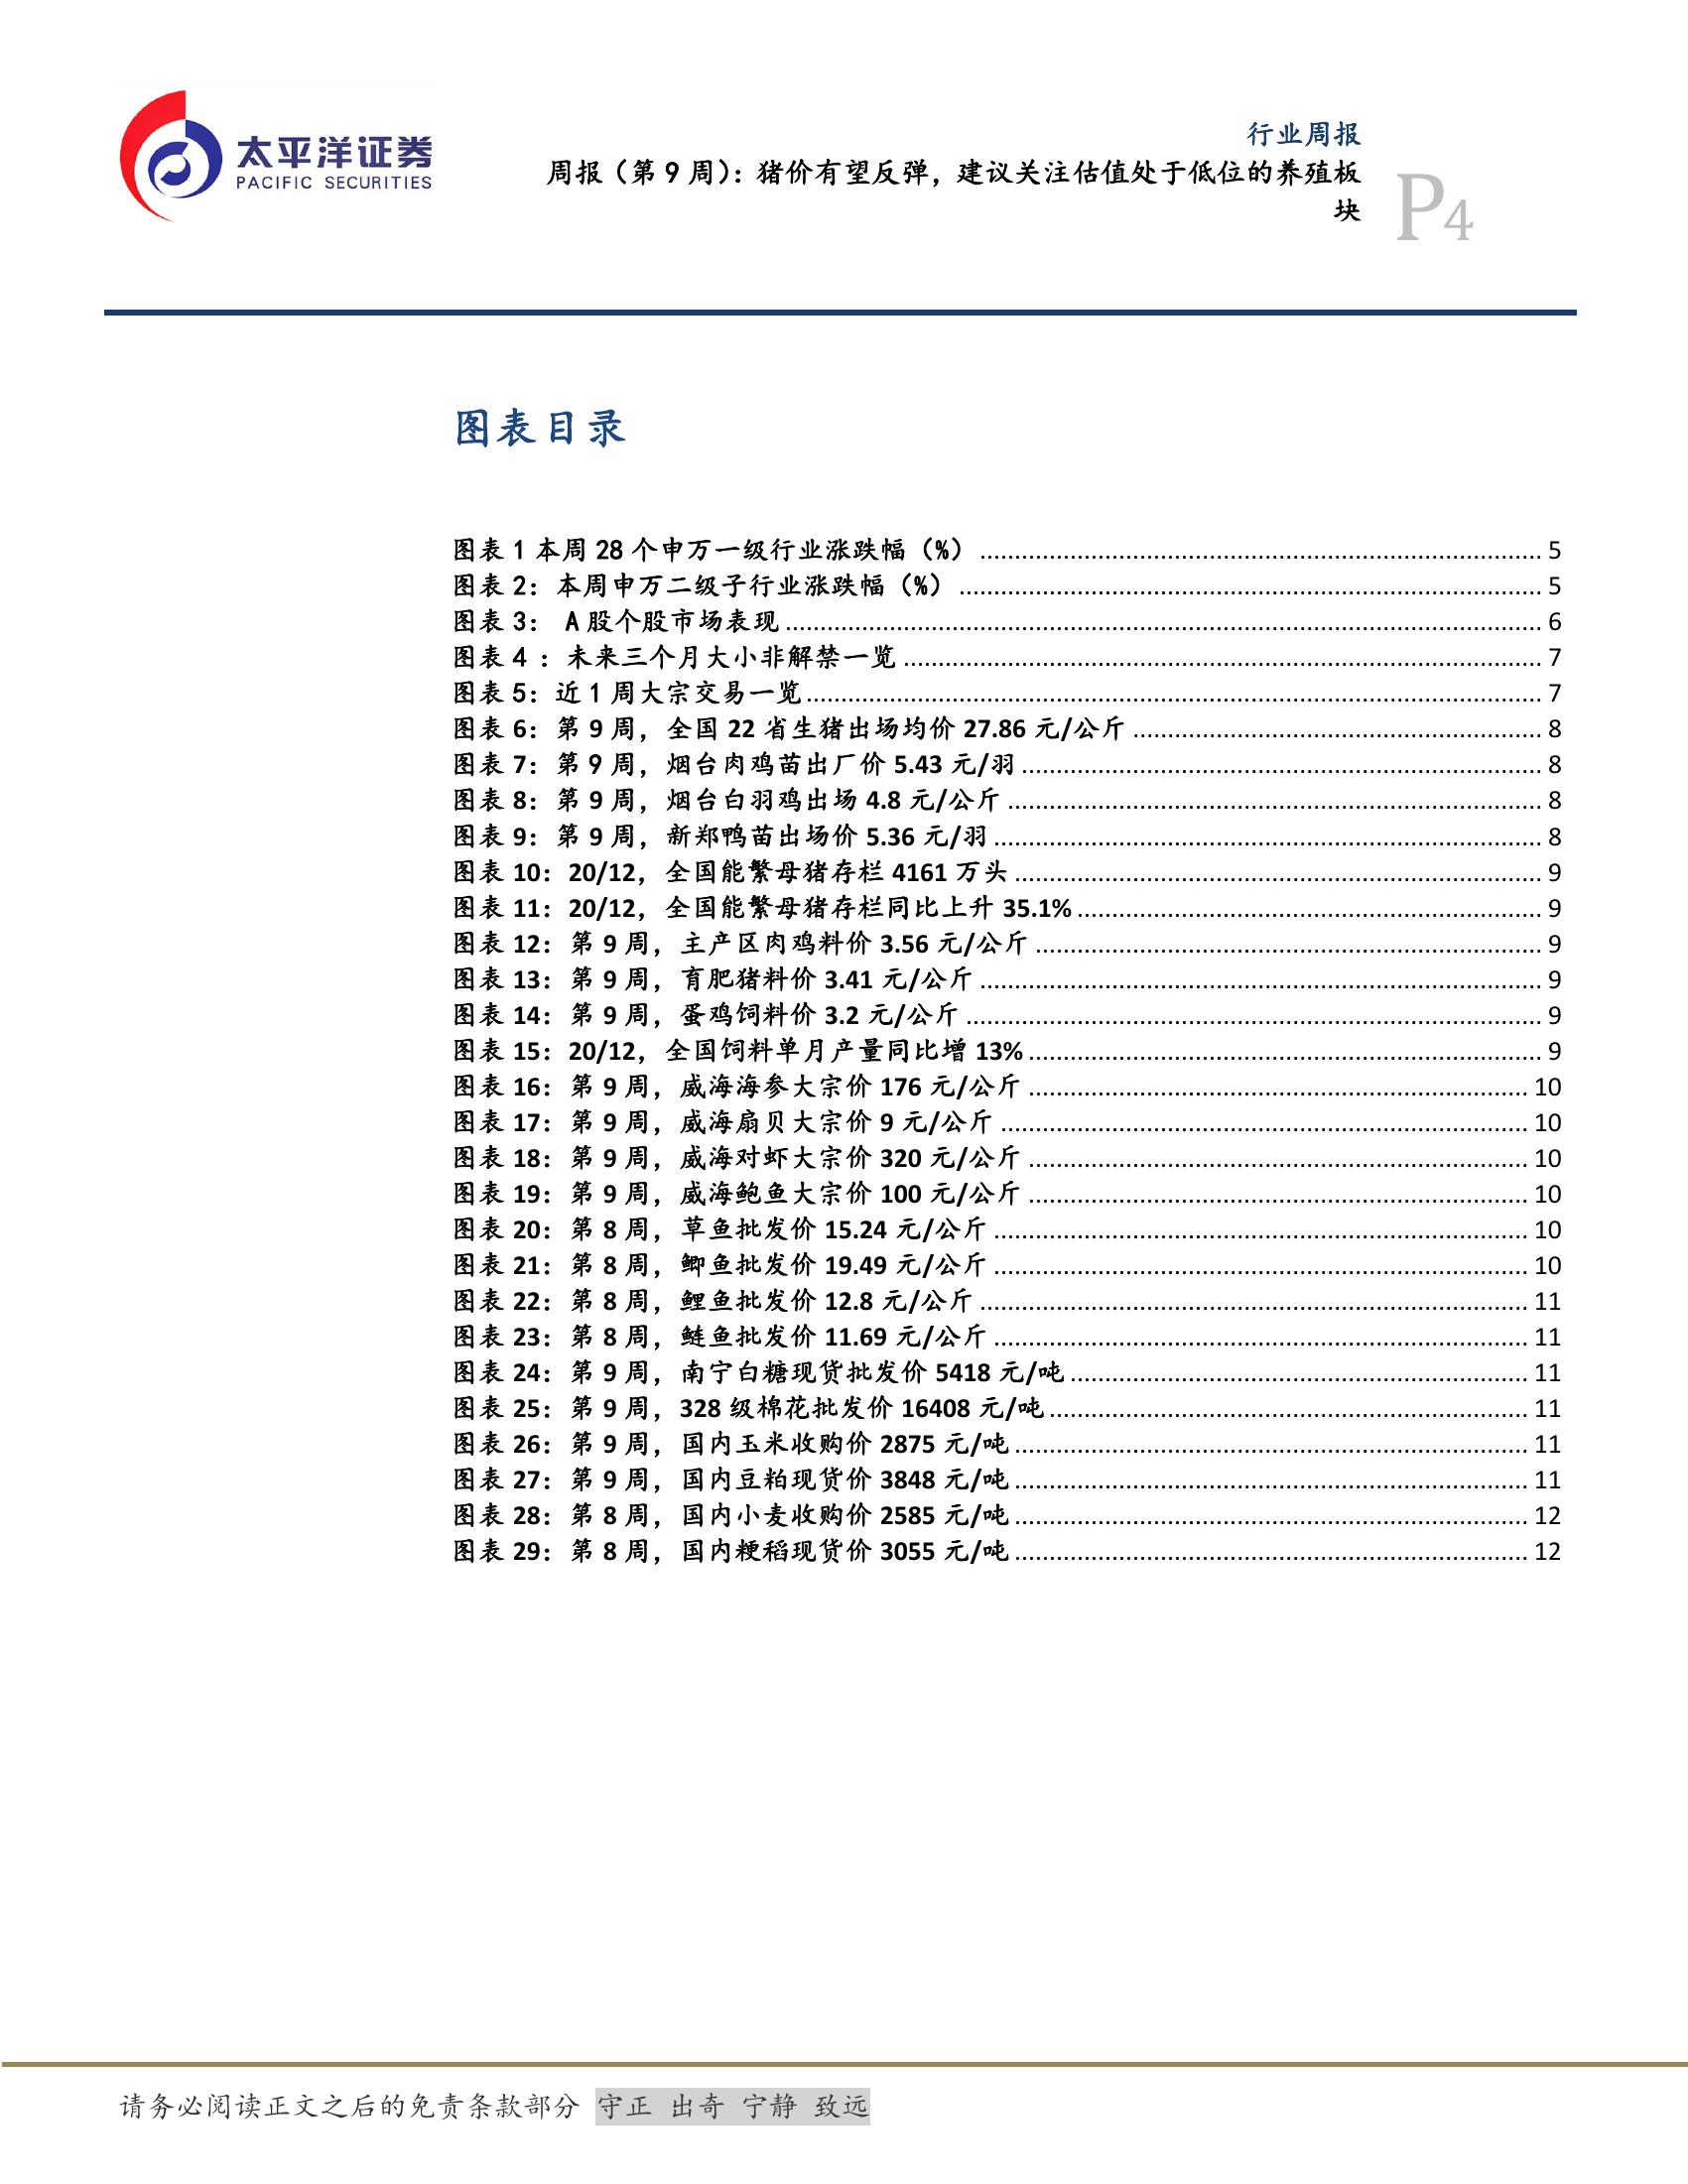 太平洋证券
PACIFIC SECURITIES
行业周报
周报（第 9 周）：猪价有望反弹，建议关注估值处于低位的养殖板
块
P4
图表目录
图表 1 本周 28 个申万一级行业涨跌幅（%） ........ 5
图表 2：本周申万二级子行业涨跌幅（%） ........ 5
图表 3： A 股个股市场表现 ........ 6
图表 4 ：未来三个月大小非解禁一览 ........ 7
图表 5：近 1 周大宗交易一览 ........ 7
图表 6：第 9 周，全国 22 省生猪出场均价 27.86 元/公斤 ........ 8
图表 7：第 9 周，烟台肉鸡苗出厂价 5.43 元/羽 ........ 8
图表 8：第 9 周，烟台白羽鸡出场 4.8 元/公斤 ........ 8
图表 9：第 9 周，新郑鸭苗出场价 5.36 元/羽 ........ 8
图表 10：20/12，全国能繁母猪存栏 4161 万头 ........ 9
图表 11：20/12，全国能繁母猪存栏同比上升 35.1% ........ 9
图表 12：第 9 周，主产区肉鸡料价 3.56 元/公斤 ........ 9
图表 13：第 9 周，育肥猪料价 3.41 元/公斤 ........ 9
图表 14：第 9 周，蛋鸡饲料价 3.2 元/公斤 ........ 9
图表 15：20/12，全国饲料单月产量同比增 13% ........ 9
图表 16：第 9 周，威海海参大宗价 176 元/公斤 ........ 10
图表 17：第 9 周，威海扇贝大宗价 9 元/公斤 ........ 10
图表 18：第 9 周，威海对虾大宗价 320 元/公斤 ........ 10
图表 19：第 9 周，威海鲍鱼大宗价 100 元/公斤 ........ 10
图表 20：第 8 周，草鱼批发价 15.24 元/公斤 ........ 10
图表 21：第 8 周，鲫鱼批发价 19.49 元/公斤 ........ 10
图表 22：第 8 周，鲤鱼批发价 12.8 元/公斤 ........ 11
图表 23：第 8 周，鲢鱼批发价 11.69 元/公斤 ........ 11
图表 24：第 9 周，南宁白糖现货批发价 5418 元/吨 ........ 11
图表 25：第 9 周，328 级棉花批发价 16408 元/吨 ........ 11
图表 26：第 9 周，国内玉米收购价 2875 元/吨 ........ 11
图表 27：第 9 周，国内豆粕现货价 3848 元/吨 ........ 11
图表 28：第 8 周，国内小麦收购价 2585 元/吨 ........ 12
图表 29：第 8 周，国内粳稻现货价 3055 元/吨 ........ 12
请务必阅读正文之后的免责条款部分 守正 出奇 宁静 致远